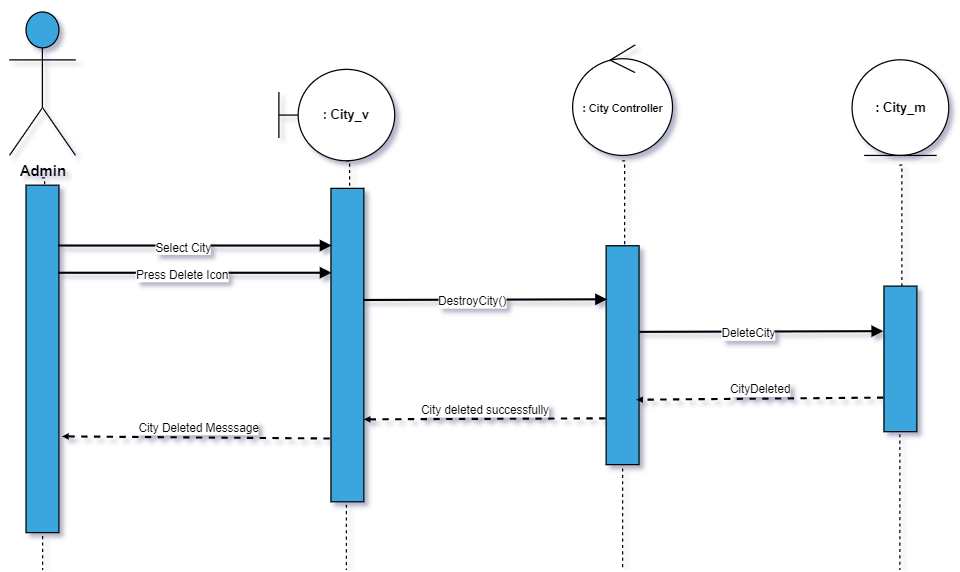 : City_v
: City Controller
: City_m
Admin
Select City
Press Delete Icon
DestroyCity()
DeleteCity
CityDeleted
City deleted successfully
City Deleted Messsage